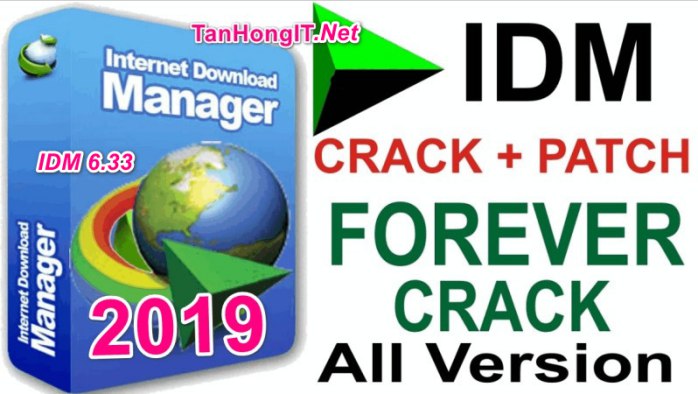 TanHongIT.Net
Internet Download
Manager
IDM 6.33
Internet Download
Manager
2019
IDM
CRACK + PATCH
FOREVER
CRACK
All Version